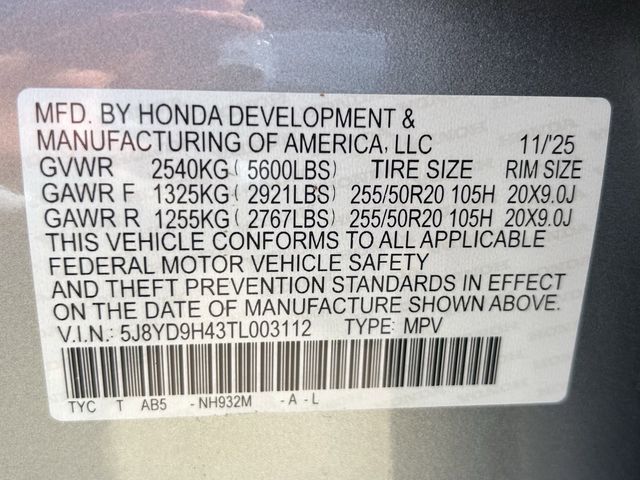 MFD. BY HONDA DEVELOPMENT &
MANUFACTURING OF AMERICA, LLC 11/'25
GVWR 2540KG( 5600LBS) TIRE SIZE RIM SIZE
GAWR F 1325KG( 2921LBS) 255/50R20 105H 20X9.0J
GAWR R 1255KG( 2767LBS) 255/50R20 105H 20X9.0J
THIS VEHICLE CONFORMS TO ALL APPLICABLE
FEDERAL MOTOR VEHICLE SAFETY
AND THEFT PREVENTION STANDARDS IN EFFECT
ON THE DATE OF MANUFACTURE SHOWN ABOVE.
V.I.N.: 5J8YD9H43TL003112 TYPE: MPV
TYC T AB5 -NH932M -A-L